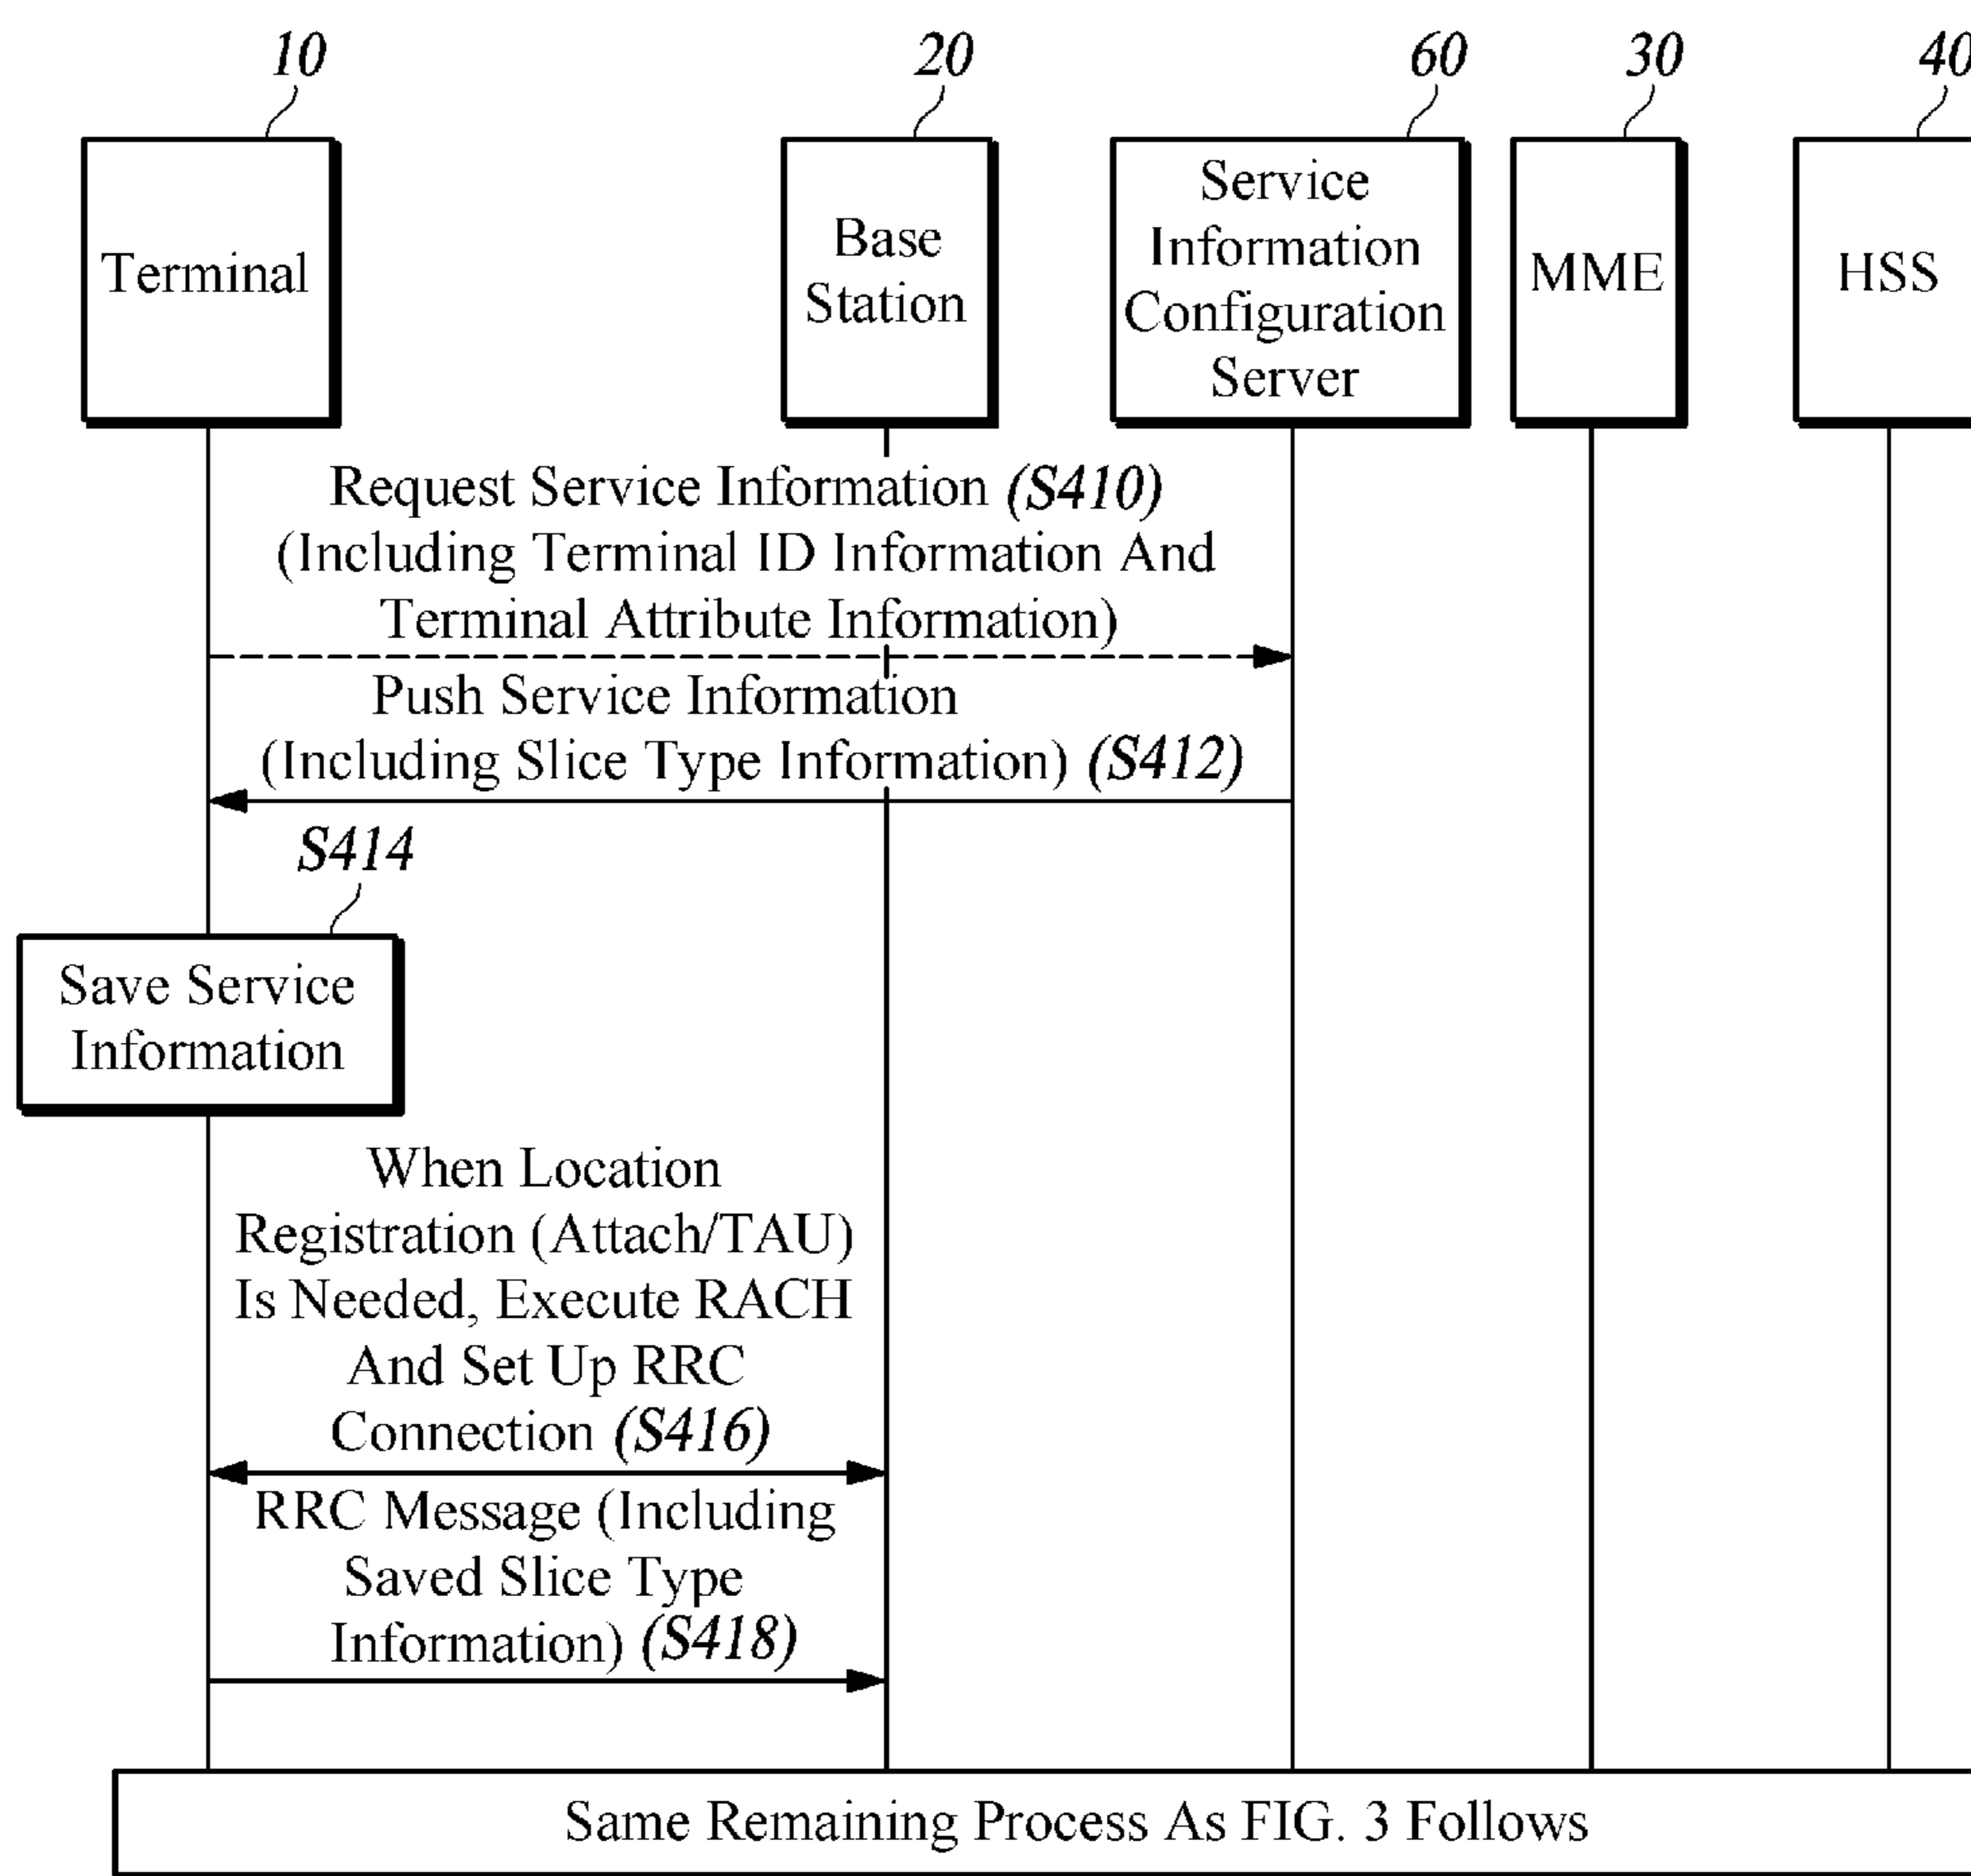 10
20
60
30
40
Terminal
Base
Station
Service
Information
Configuration
Server
MME
HSS
Request Service Information (S410)
(Including Terminal ID Information And
Terminal Attribute Information)
Push Service Information
(Including Slice Type Information) (S412)
S414
Save Service
Information
When Location
Registration (Attach/TAU)
Is Needed, Execute RACH
And Set Up RRC
Connection (S416)
RRC Message (Including
Saved Slice Type
Information) (S418)
Same Remaining Process As FIG. 3 Follows